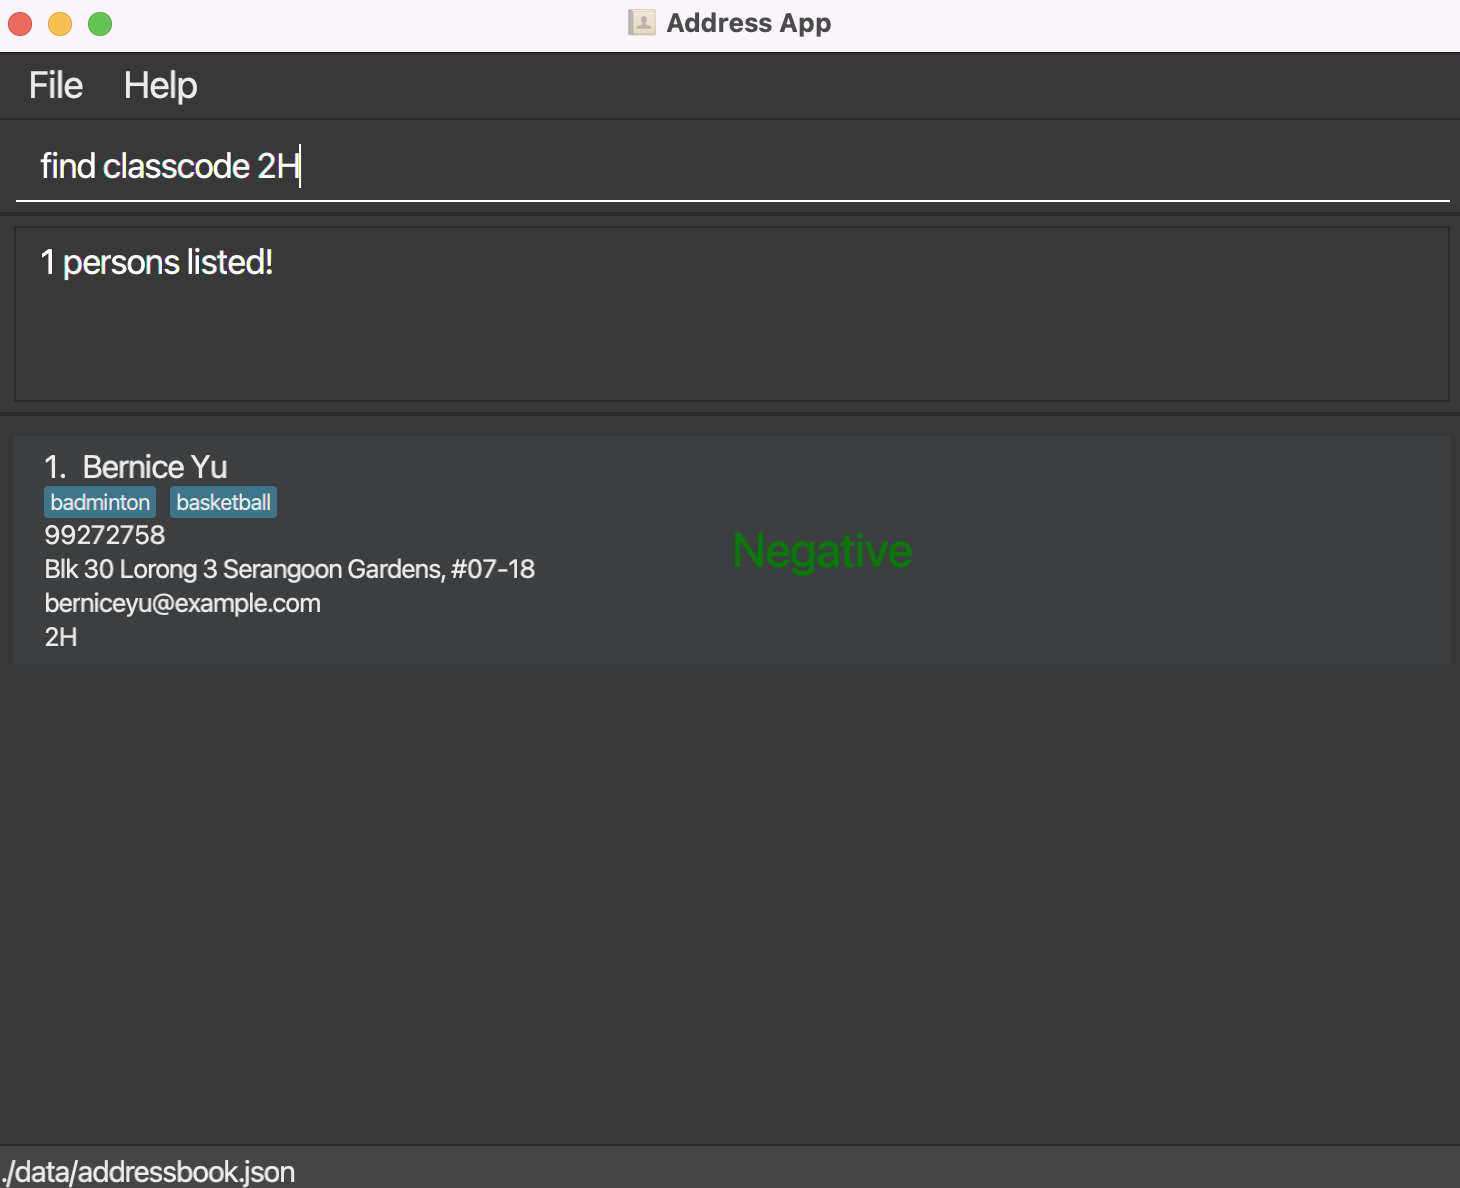 Address App
File Help
find classcode 2H
1 persons listed!
1. Bernice Yu
badminton basketball
99272758
Negative
Blk 30 Lorong 3 Serangoon Gardens, #07-18
berniceyu@example.com
2H
./data/addressbook.json